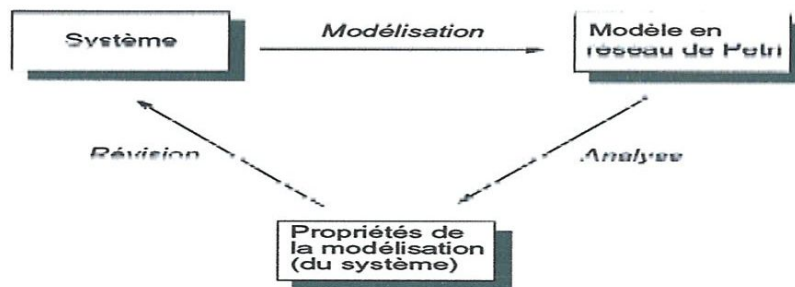 Système
Modélisation
Modèle en
réseau de Petri
Révision
Analyse
Propriétés de
la modélisation
(du système)